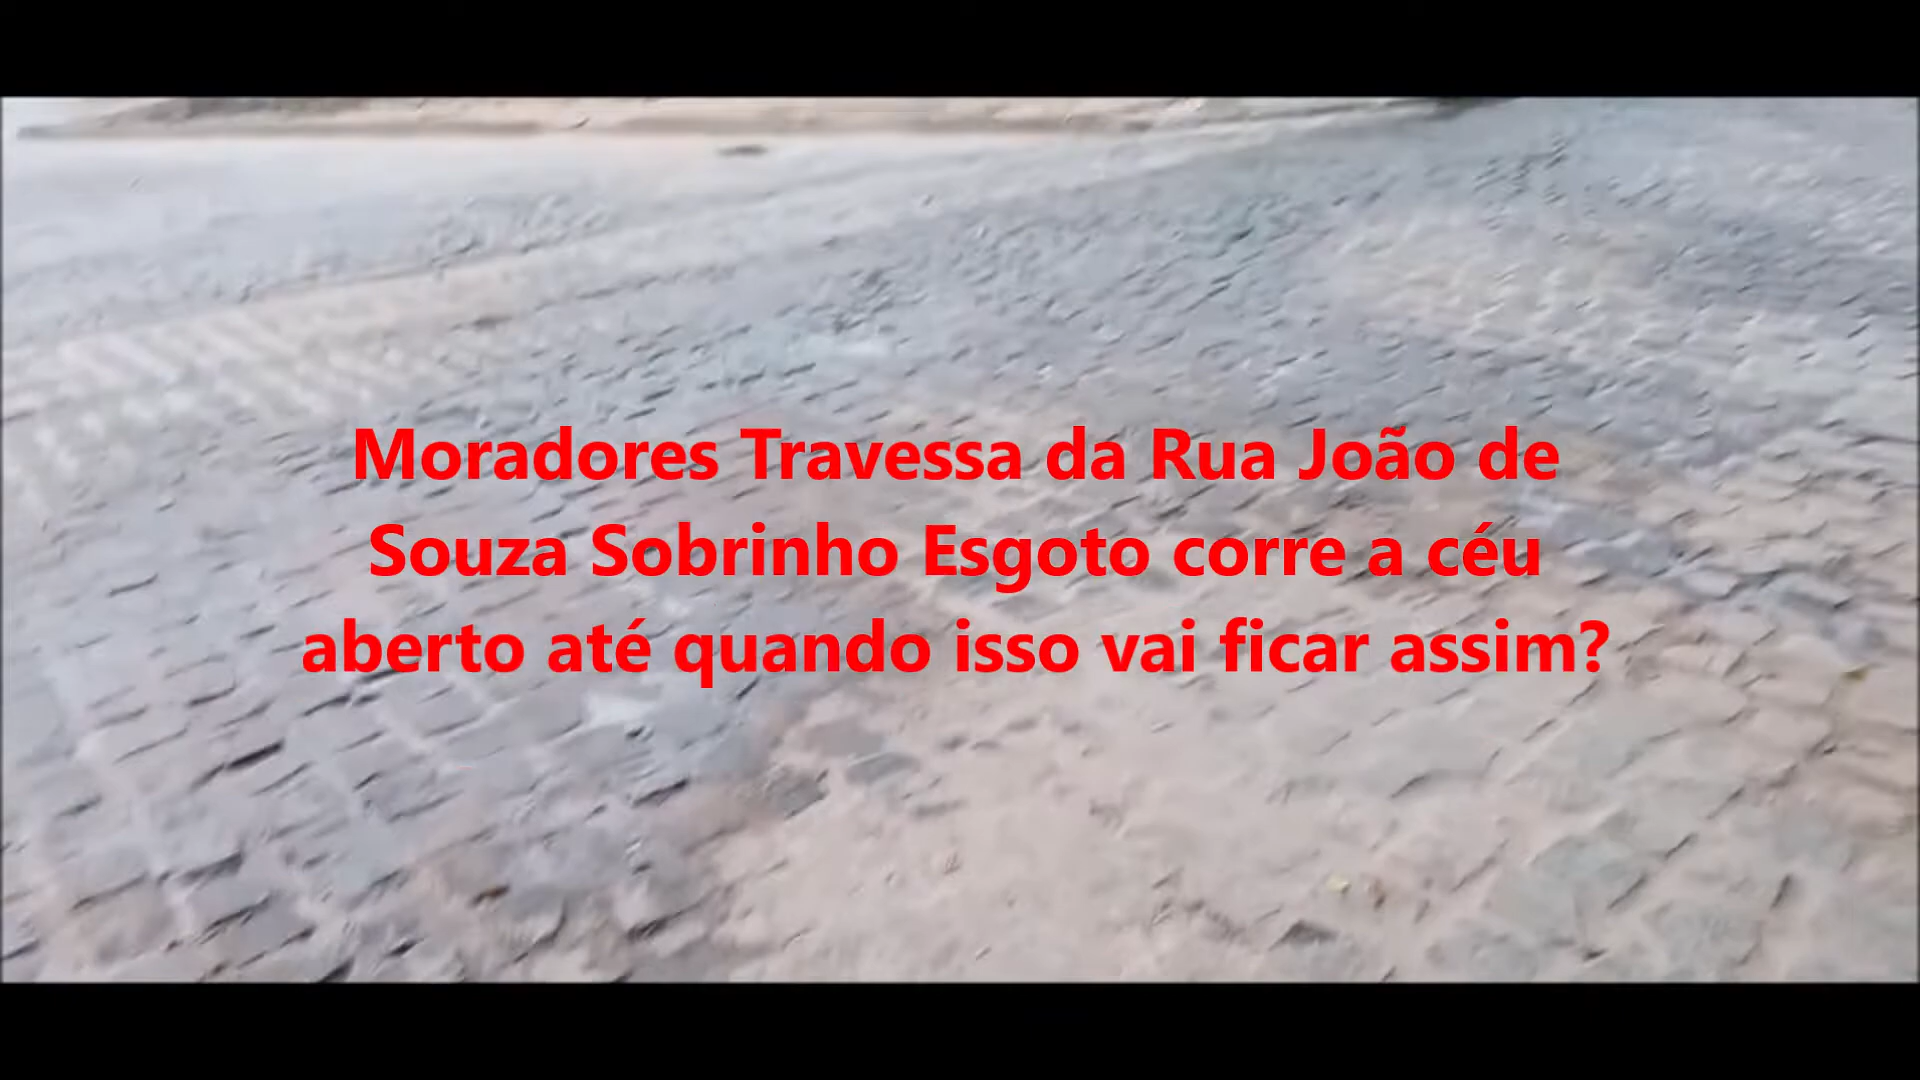 Moradores Travessa da Rua João de
Souza Sobrinho Esgoto corre a céu
aberto até quando isso vai ficar assim?